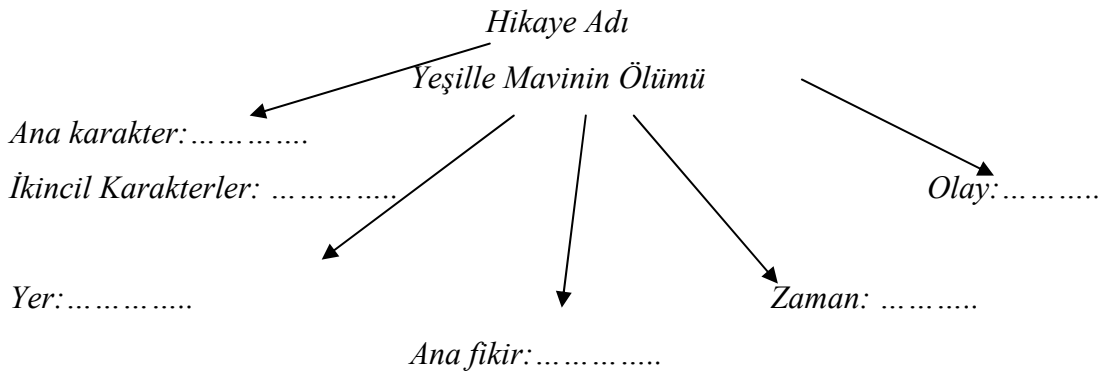 Hikaye Adı
Yeşille Mavinin Ölümü
Ana karakter:………….
İkincil Karakterler: …………..
Olay:………..
Yer:…………..
Zaman: ………..
Ana fikir:…………..